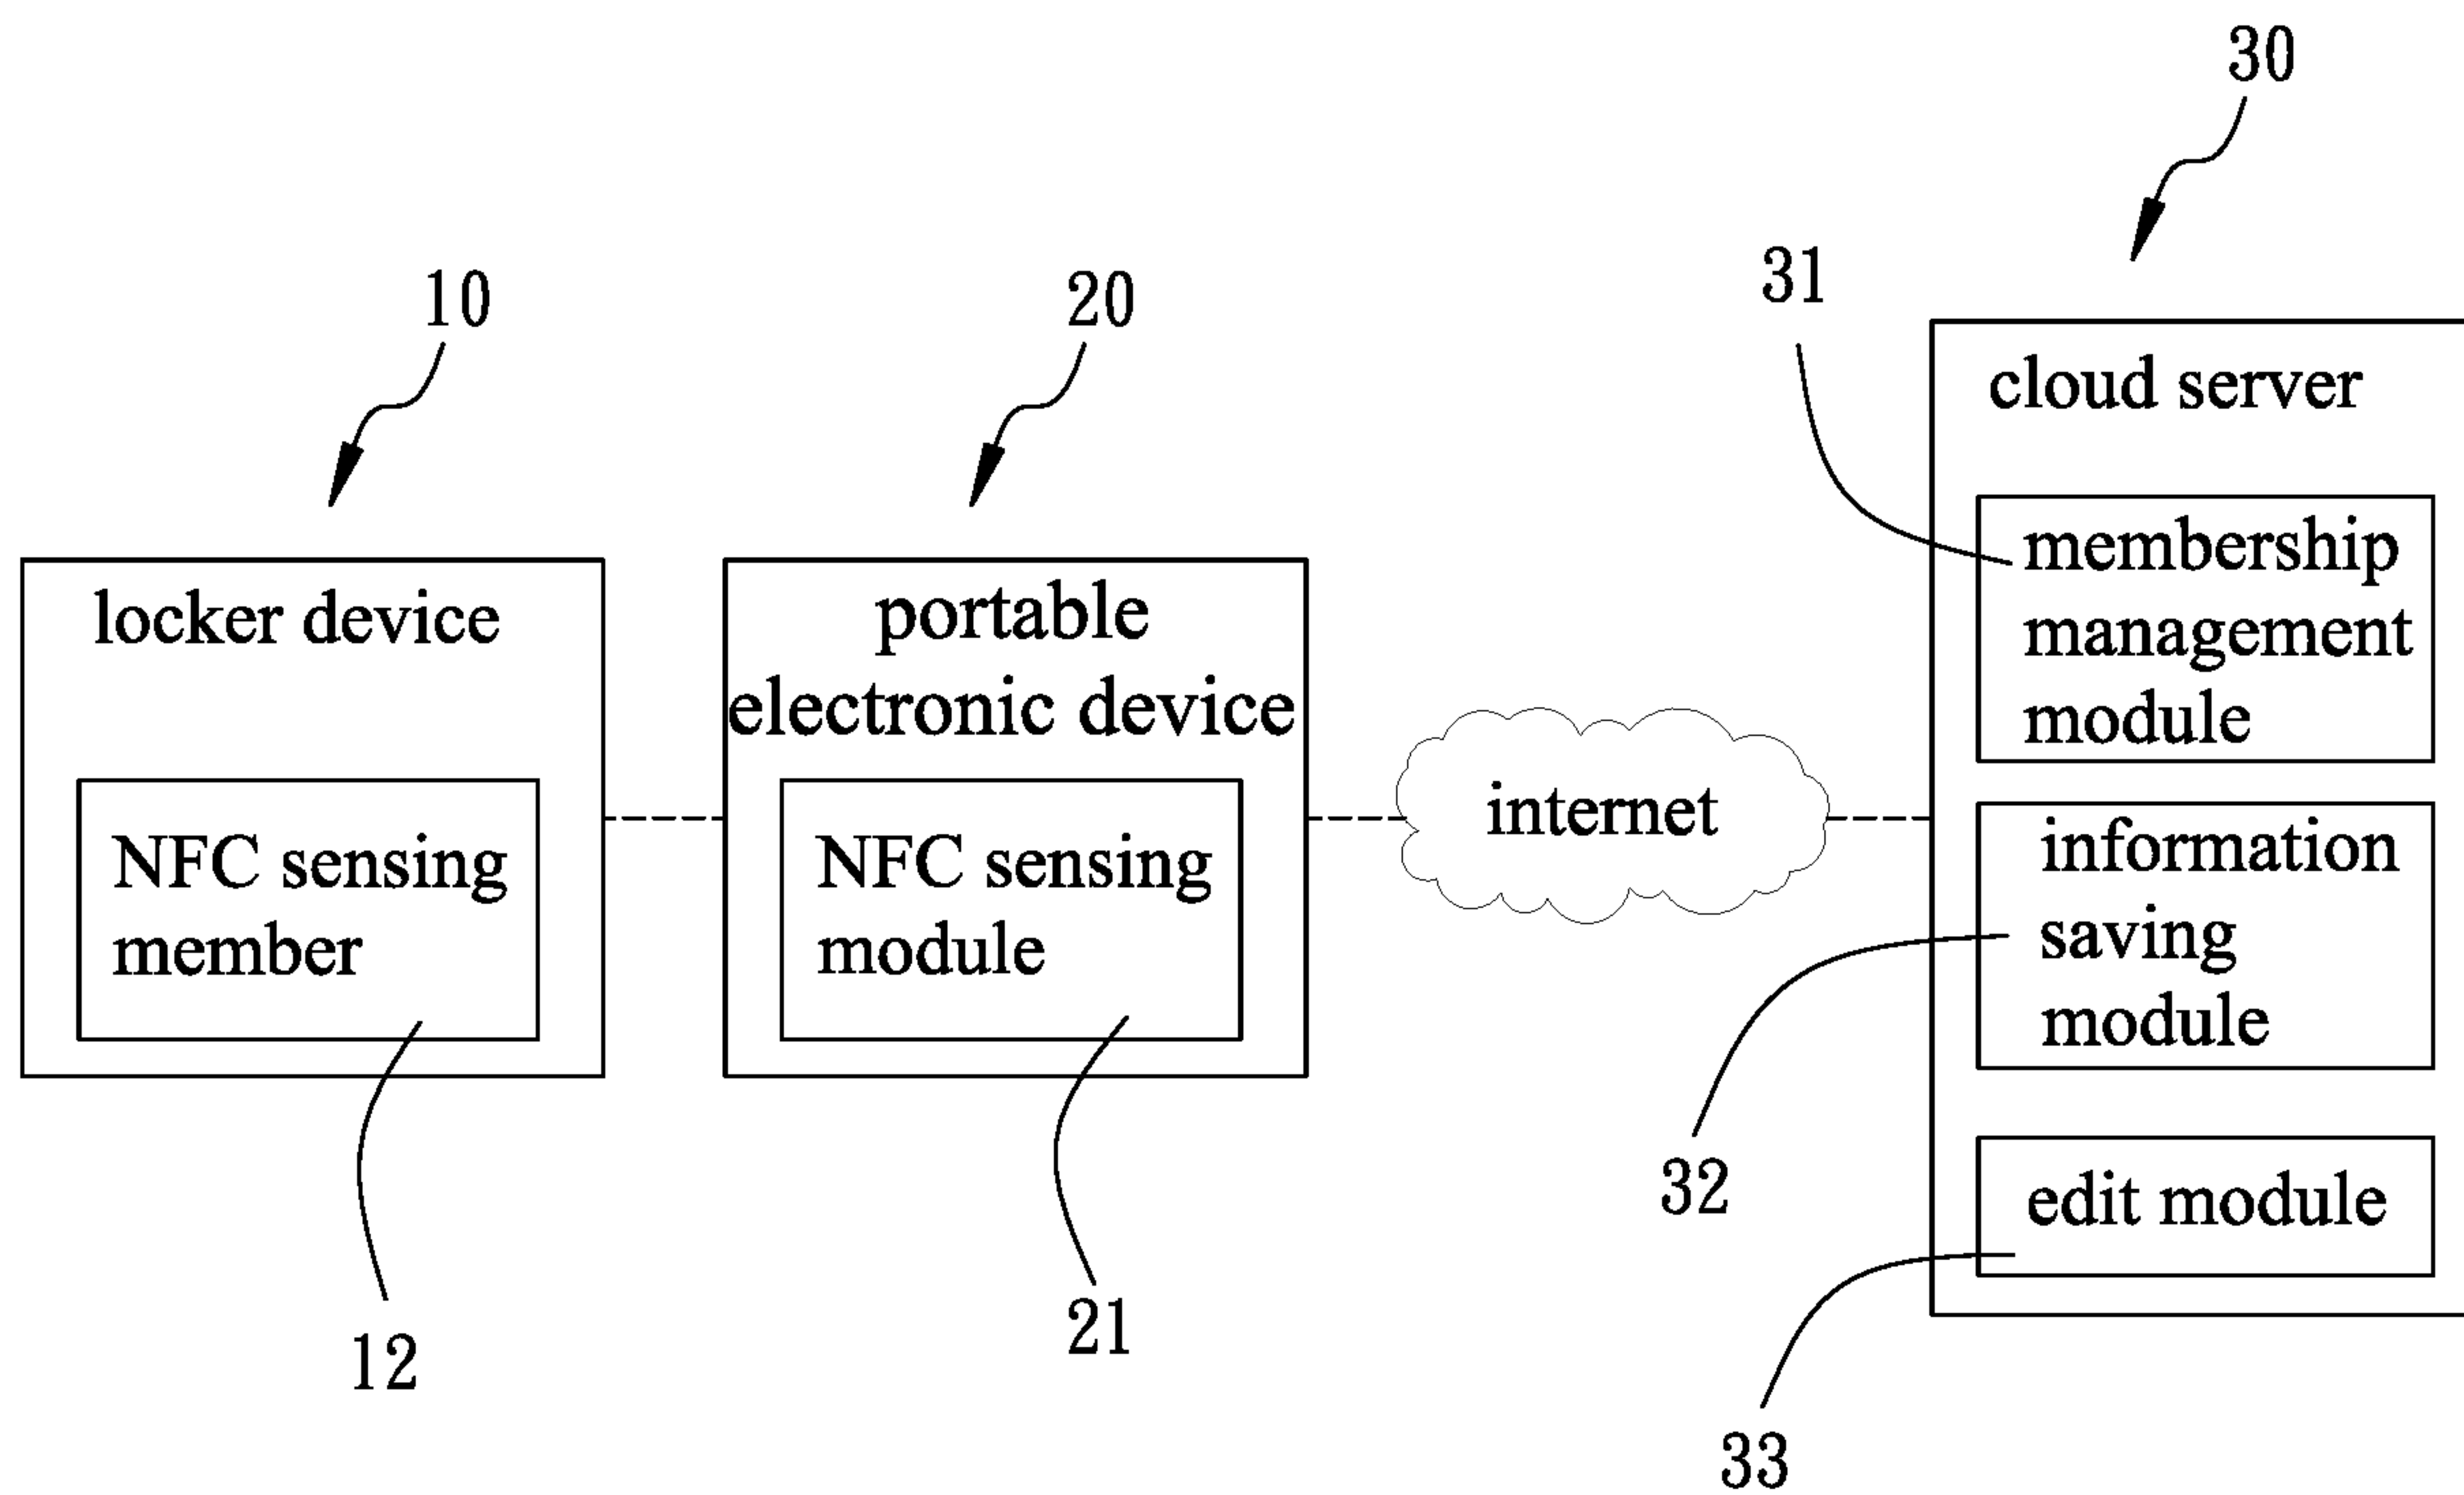 30
31
10
20
cloud server
membership
management
module
locker device
portable
electronic device
internet
NFC sensing
member
NFC sensing
module
information
saving
module
32
edit module
12
21
33